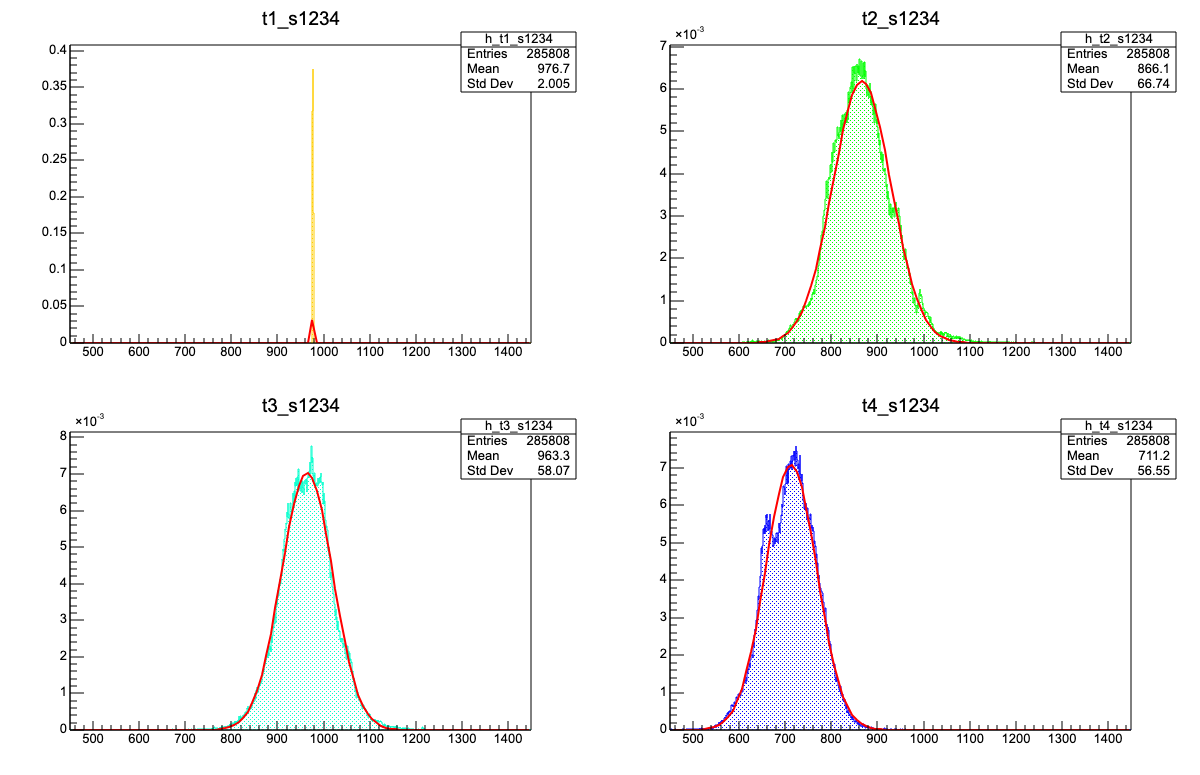 t1_s1234
h_t1_s1234
Entries 285808
Mean 976.7
Std Dev 2.005
0.4
0.35
0.3
0.25
0.2
0.15
0.1
0.05
0
500 600 700 800 900 1000 1100 1200 1300 1400
t2_s1234
×10⁻³
h_t2_s1234
Entries 285808
Mean 866.1
Std Dev 66.74
7
6
5
4
3
2
1
0
500 600 700 800 900 1000 1100 1200 1300 1400
t3_s1234
×10⁻³
h_t3_s1234
Entries 285808
Mean 963.3
Std Dev 58.07
8
7
6
5
4
3
2
1
0
500 600 700 800 900 1000 1100 1200 1300 1400
t4_s1234
×10⁻³
h_t4_s1234
Entries 285808
Mean 711.2
Std Dev 56.55
7
6
5
4
3
2
1
0
500 600 700 800 900 1000 1100 1200 1300 1400